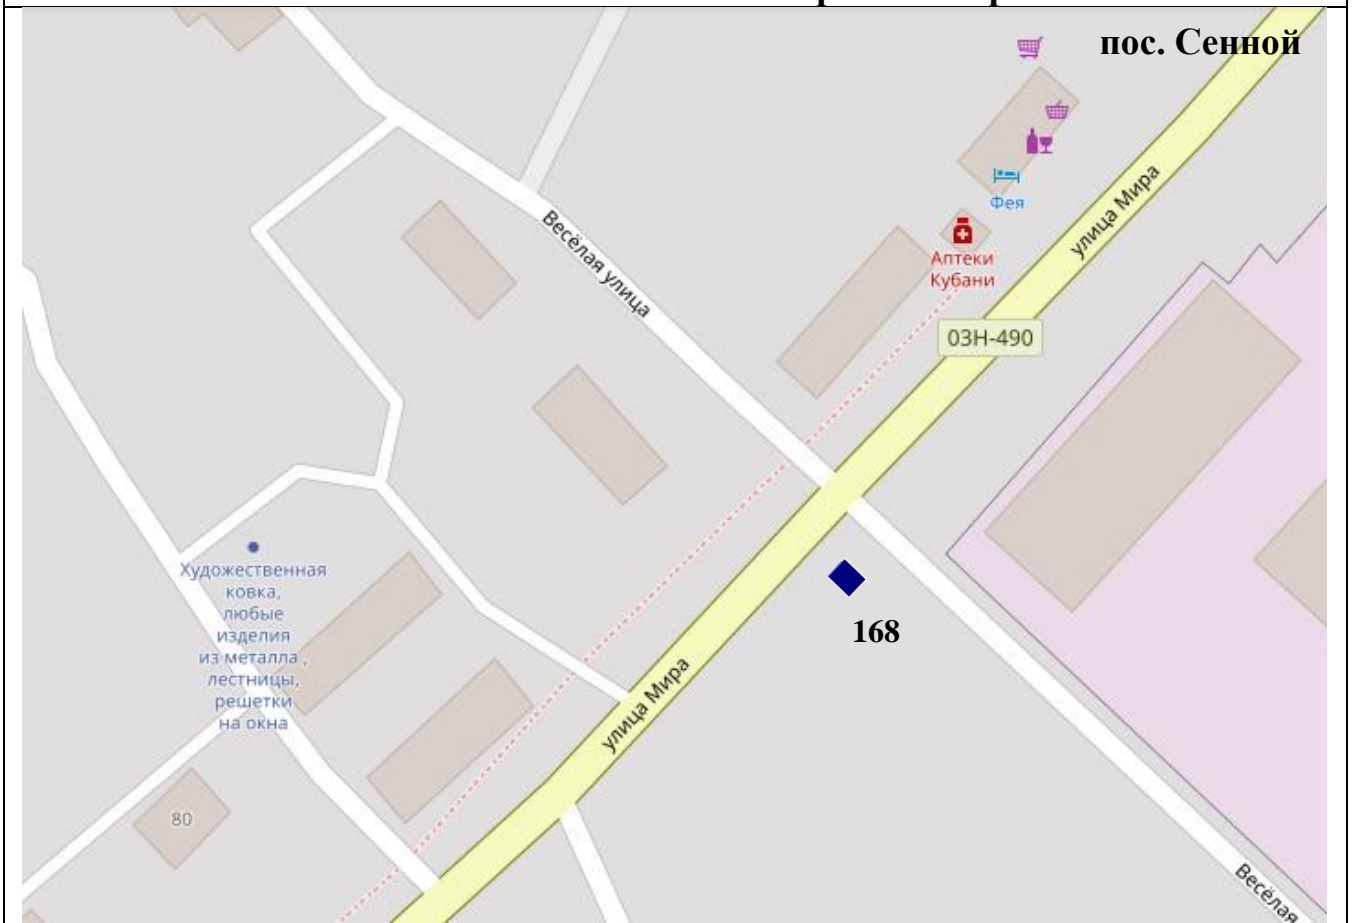 пос. Сенной
Весёлая улица
улица Мира
Фея
Аптеки
Кубани
03Н-490
Художественная
ковка,
любые
изделия
из металла ,
лестницы,
решетки
на окна
168
улица Мира
80
Весёлая